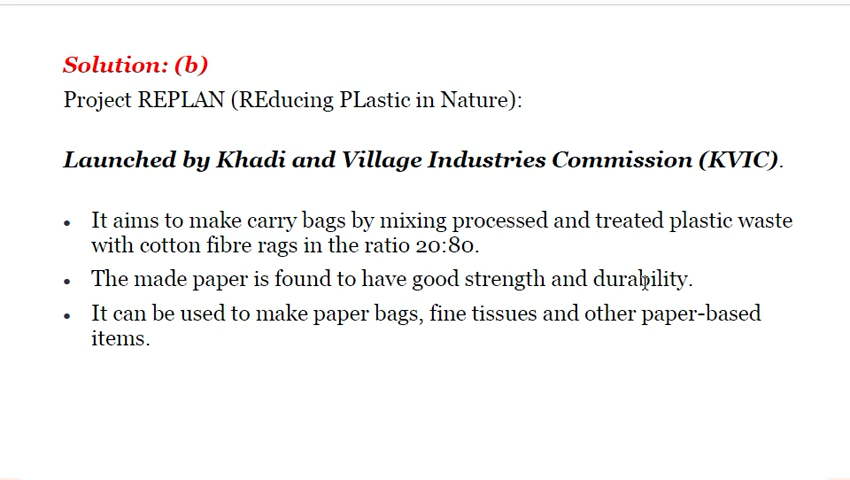 Solution: (b)
Project REPLAN (REducing PLastic in Nature):
Launched by Khadi and Village Industries Commission (KVIC).
• It aims to make carry bags by mixing processed and treated plastic waste
with cotton fibre rags in the ratio 20:80.
• The made paper is found to have good strength and durability.
• It can be used to make paper bags, fine tissues and other paper-based
items.